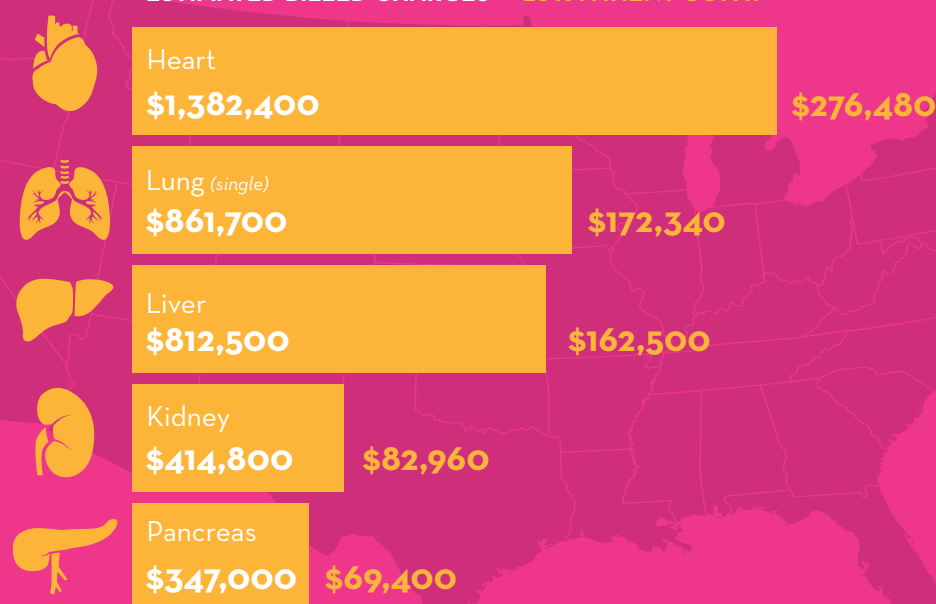 Heart
$1,382,400 $276,480
Lung (single)
$861,700 $172,340
Liver
$812,500 $162,500
Kidney
$414,800 $82,960
Pancreas
$347,000 $69,400